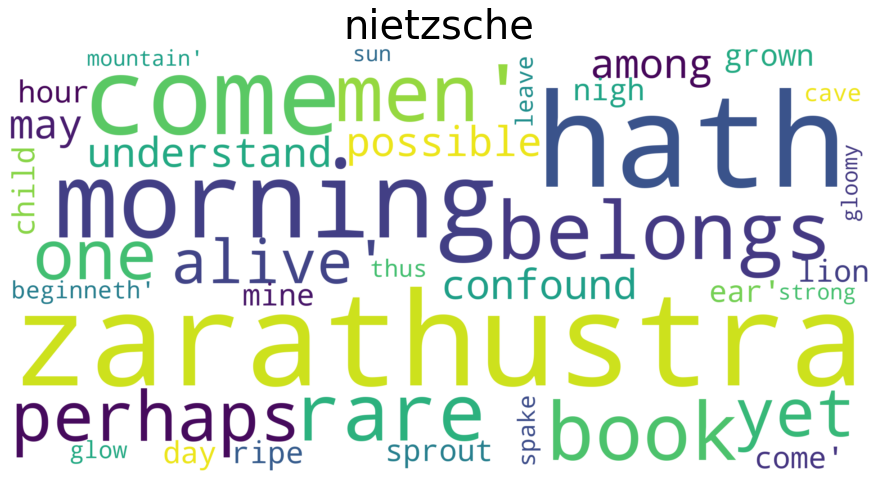 nietzsche
mountain'
sun
come
men'
leave
among
grown
hour
nigh
cave
may
understand
possible
hath
child
morning
belongs
gloomy
one
alive'
thus
lion
beginneth'
mine
confound
ear'
strong
zarathustra
perhaps
rare
spake
book
yet
glow
day
ripe
sprout
come'